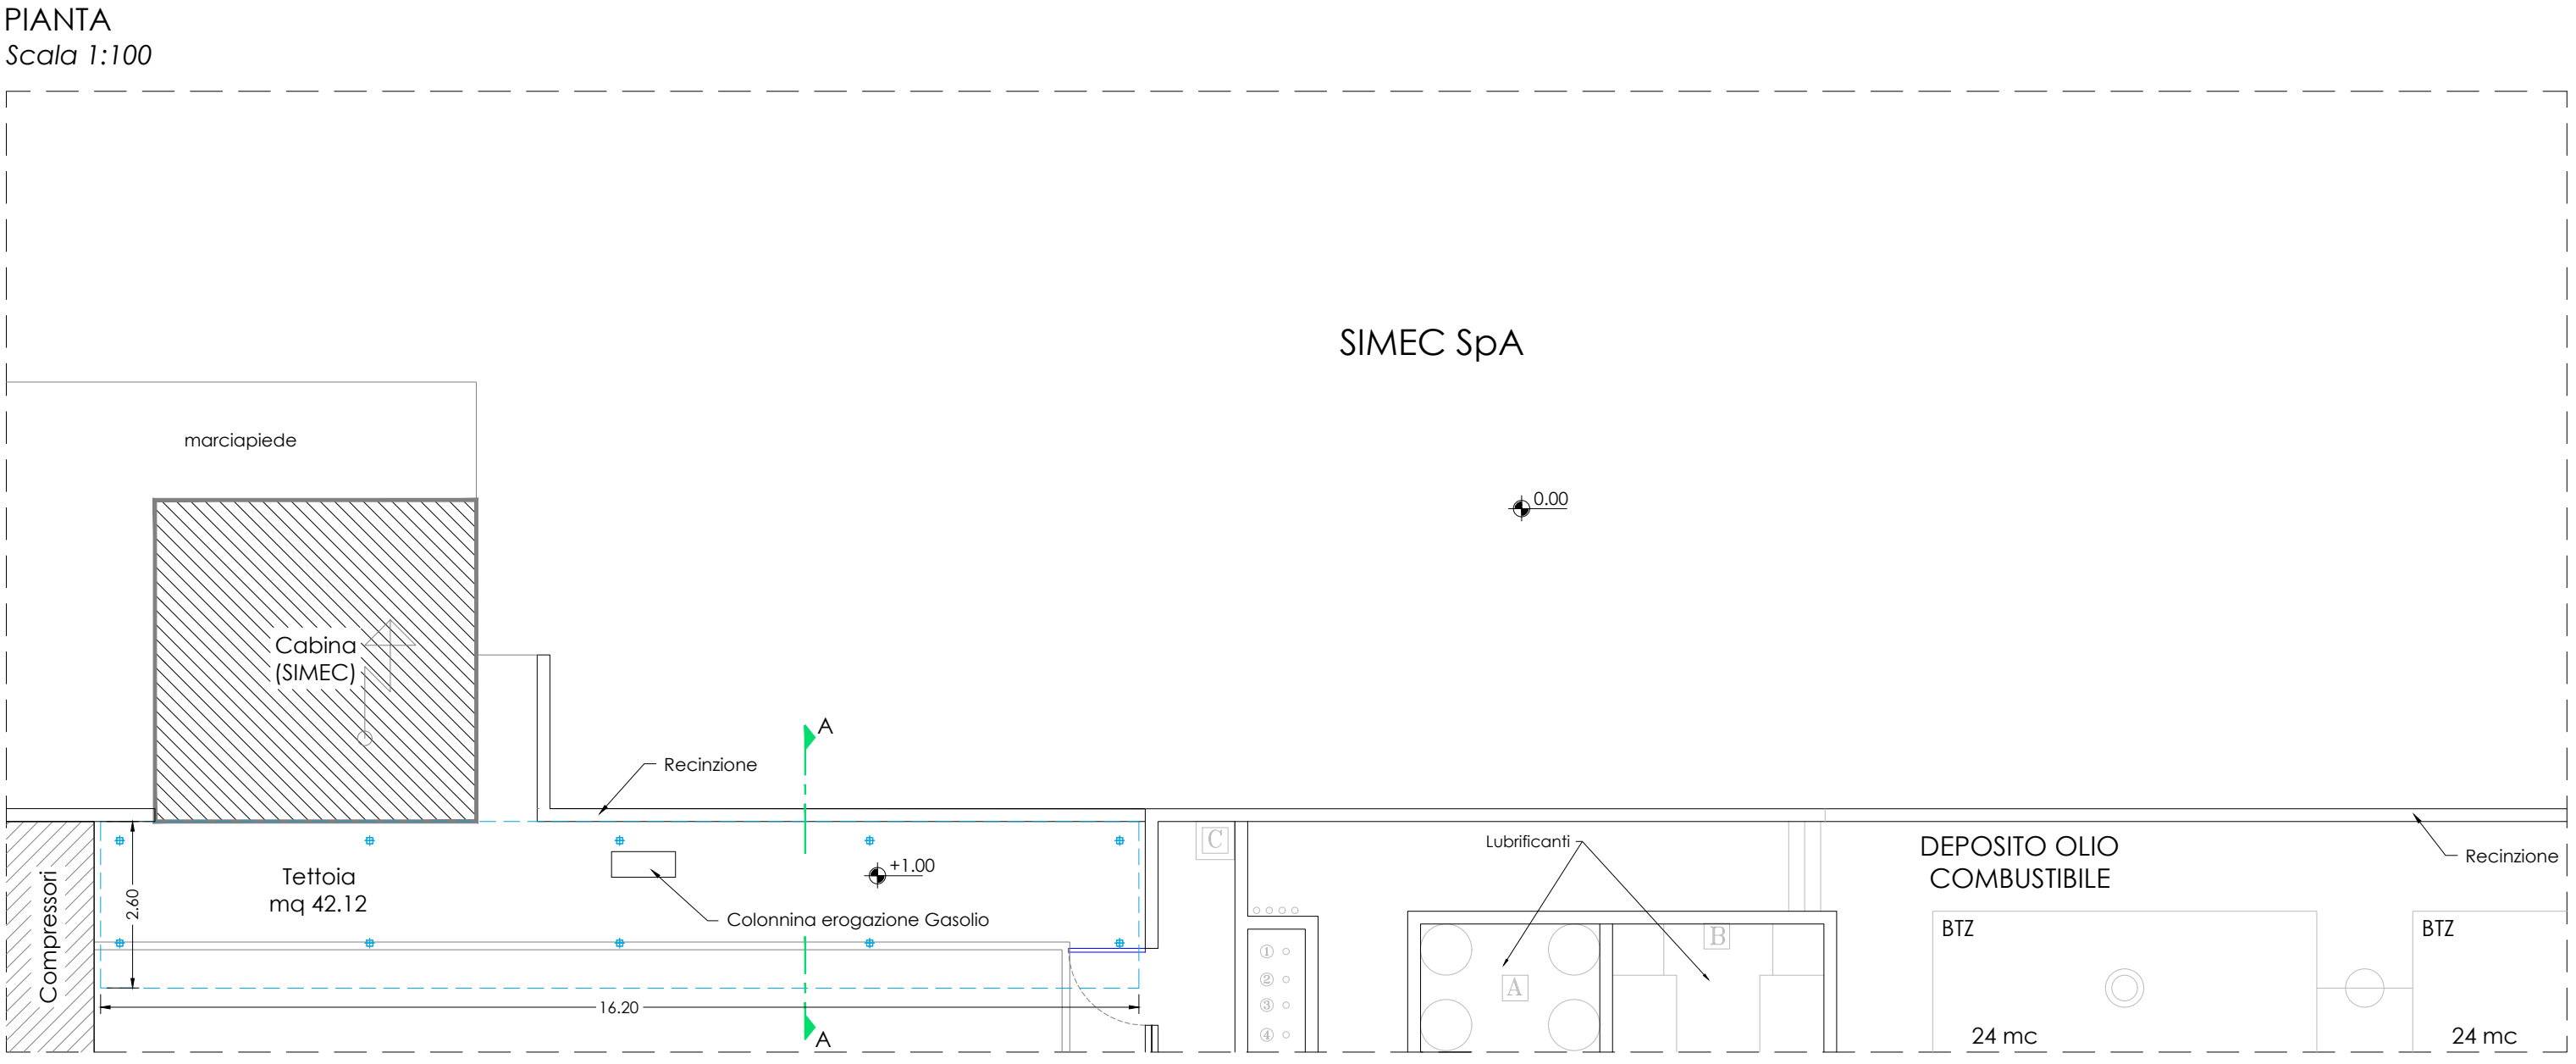 PIANTA
Scala 1:100
SIMEC SpA
marciapiede
0.00
Cabina
(SIMEC)
A
Recinzione
C
Lubrificanti
DEPOSITO OLIO
COMBUSTIBILE
Recinzione
+1.00
Tettoia
mq 42.12
2.60
Compressori
Colonnina erogazione Gasolio
B
BTZ
BTZ
1
2
3
4
A
16.20
A
24 mc
24 mc